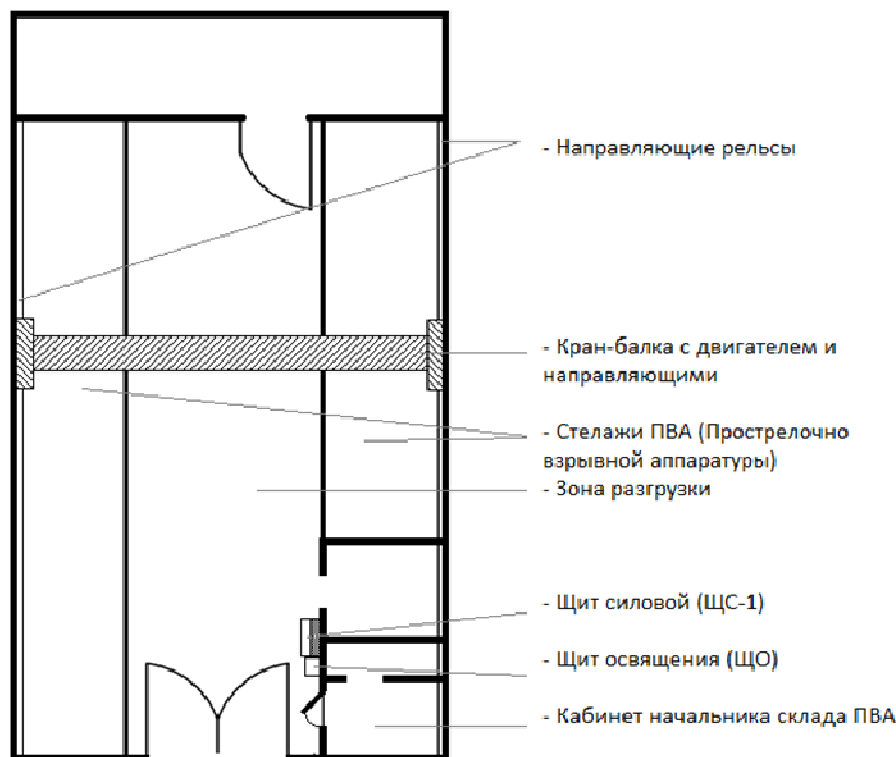 - Направляющие рельсы
- Кран-балка с двигателем и
направляющими
- Стелажи ПВА (Прострелочно
взрывной аппаратуры)
- Зона разгрузки
- Щит силовой (ЩС-1)
- Щит освящения (ЩО)
- Кабинет начальника склада ПВА